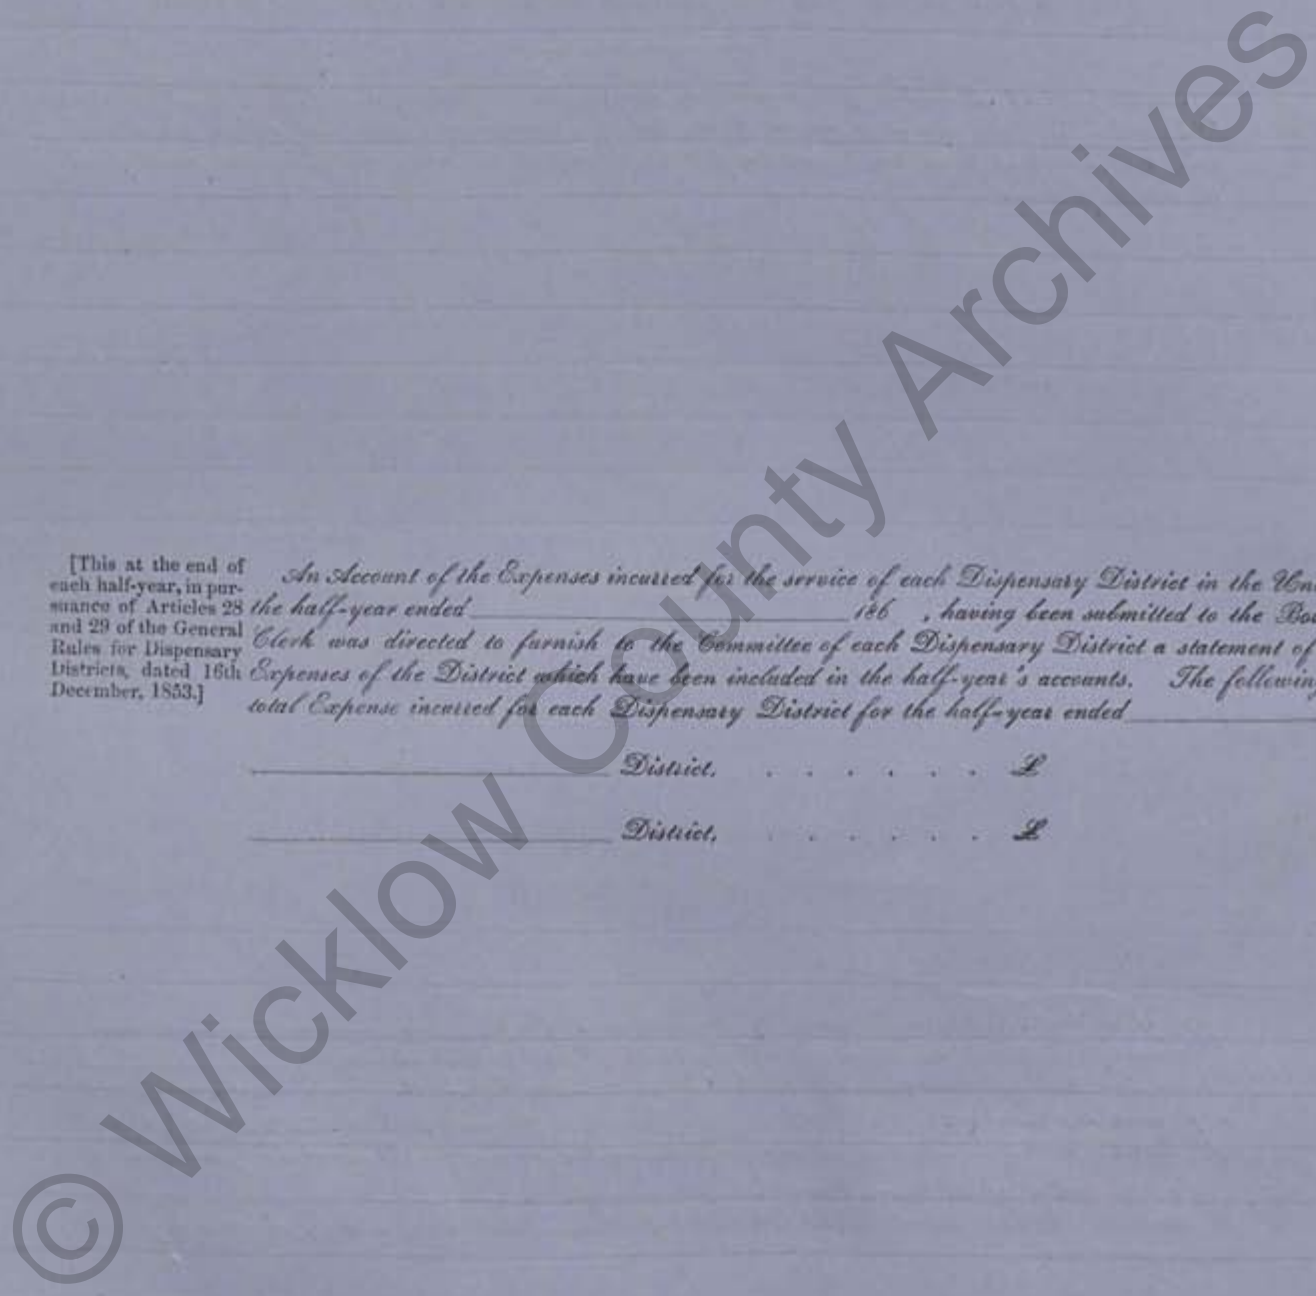 [This at the end of
each half-year, in pur-
suance of Articles 28
and 29 of the General
Rules for Dispensary
Districts, dated 16th
December, 1853.]
An Account of the Expenses incurred for the service of each Dispensary District in the Uni
the half-year ended 186 , having been submitted to the Boa
Clerk was directed to furnish to the Committee of each Dispensary District a statement of
Expenses of the District which have been included in the half-year's accounts. The followin
total Expense incurred for each Dispensary District for the half-year ended
District, . . . . . . £
District, . . . . . . £
© Wicklow County Archives